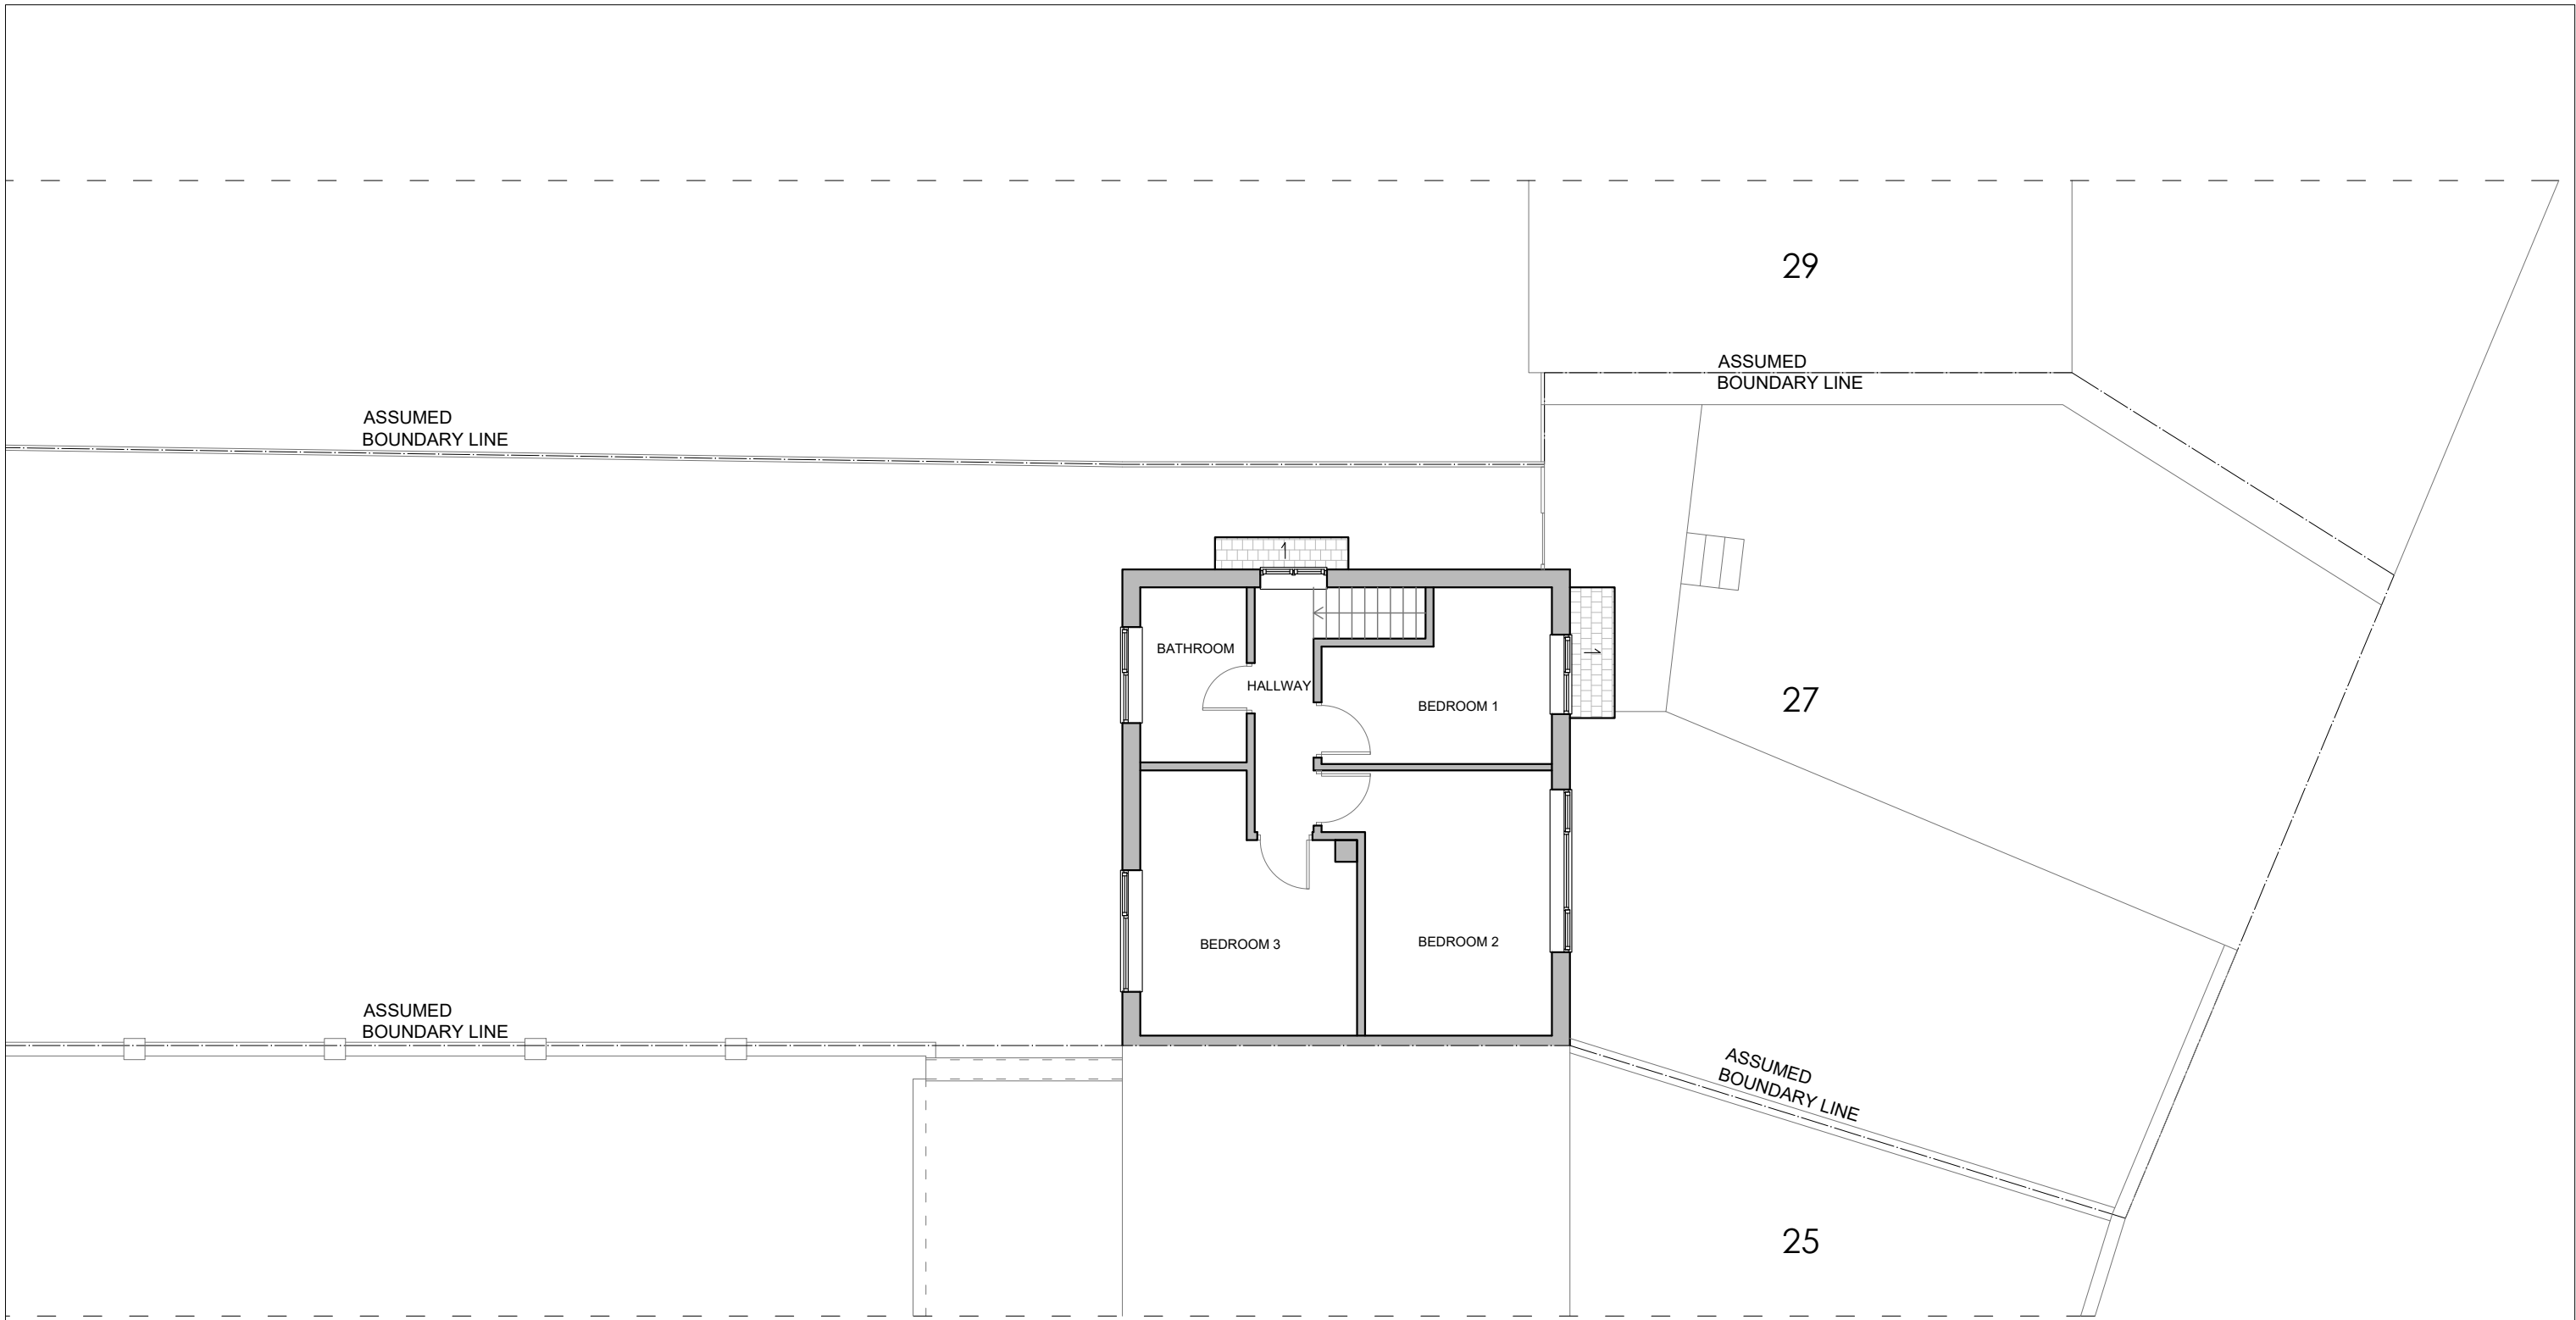 29
ASSUMED
BOUNDARY LINE
ASSUMED
BOUNDARY LINE
BATHROOM
HALLWAY
BEDROOM 1
27
BEDROOM 3
BEDROOM 2
ASSUMED
BOUNDARY LINE
ASSUMED
BOUNDARY LINE
25